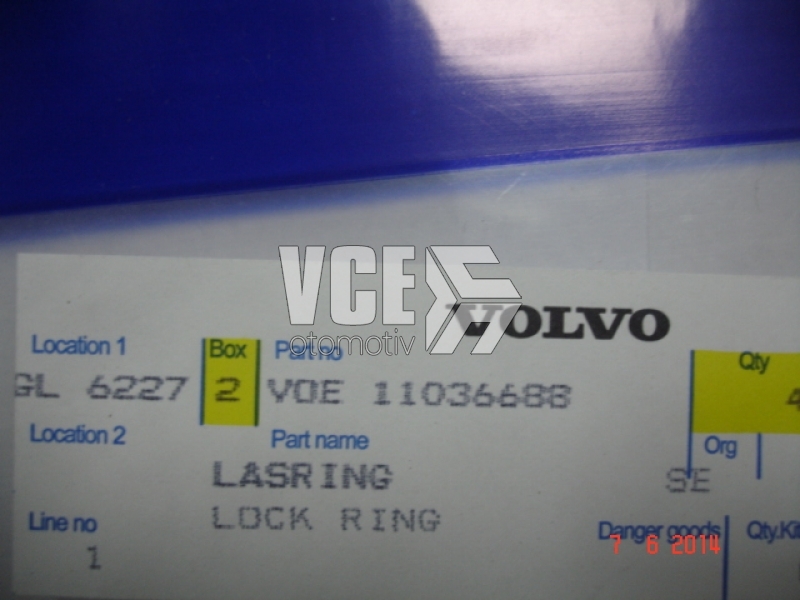 VCE
otomotiv
VOLVO
Location 1 Box Part no Qty
GL 6227 2 VOE 11036688 4
Location 2 Part name Org
LASRING SE
LOCK RING
Line no Danger goods Qty.Kit
1
7 6 2014